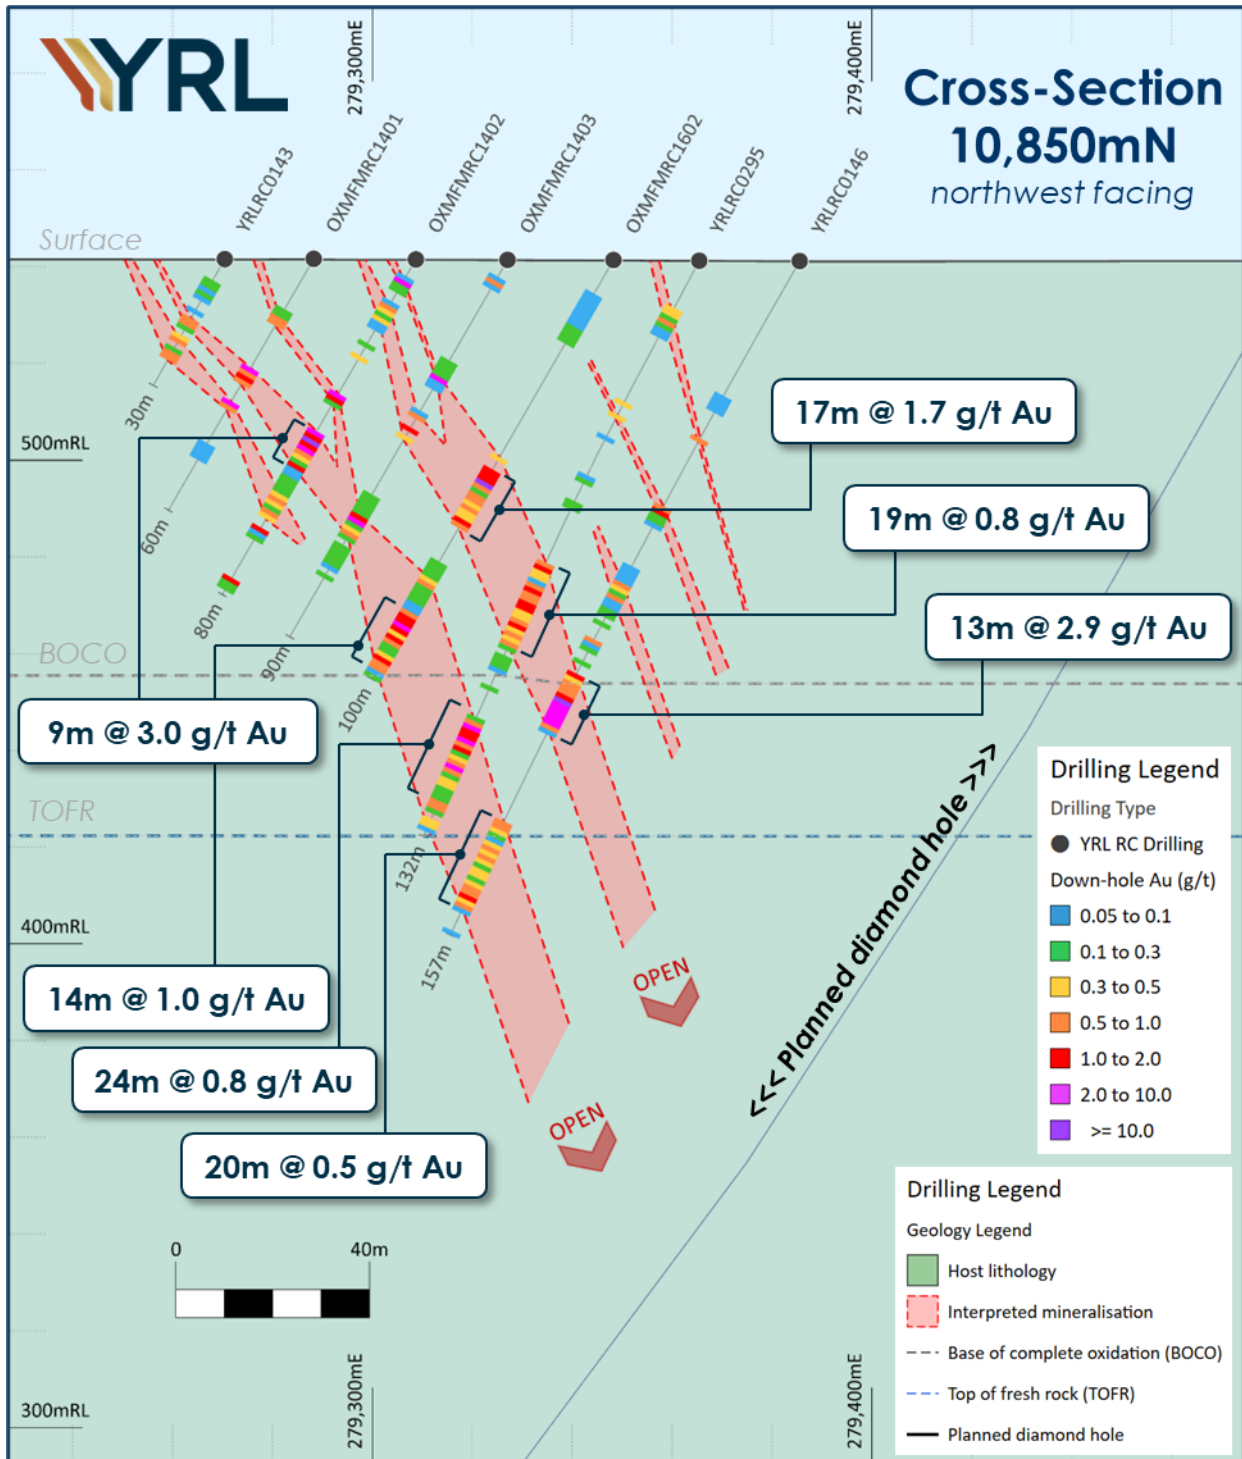 YRL
279,300mE
279,400mE
Cross-Section
10,850mN
northwest facing
YRLRC0143
OXMFMRC1401
OXMFMRC1402
OXMFMRC1403
OXMFMRC1602
YRLRC0295
YRLRC0146
Surface
30m
17m @ 1.7 g/t Au
500mRL
60m
19m @ 0.8 g/t Au
80m
13m @ 2.9 g/t Au
BOCO
90m
100m
9m @ 3.0 g/t Au
TOFR
132m
400mRL
157m
<<< Planned diamond hole >>>
Drilling Legend
Drilling Type
YRL RC Drilling
Down-hole Au (g/t)
0.05 to 0.1
0.1 to 0.3
0.3 to 0.5
0.5 to 1.0
1.0 to 2.0
2.0 to 10.0
>= 10.0
OPEN
14m @ 1.0 g/t Au
24m @ 0.8 g/t Au
OPEN
20m @ 0.5 g/t Au
Drilling Legend
Geology Legend
Host lithology
Interpreted mineralisation
Base of complete oxidation (BOCO)
Top of fresh rock (TOFR)
Planned diamond hole
0 40m
279,300mE
279,400mE
300mRL